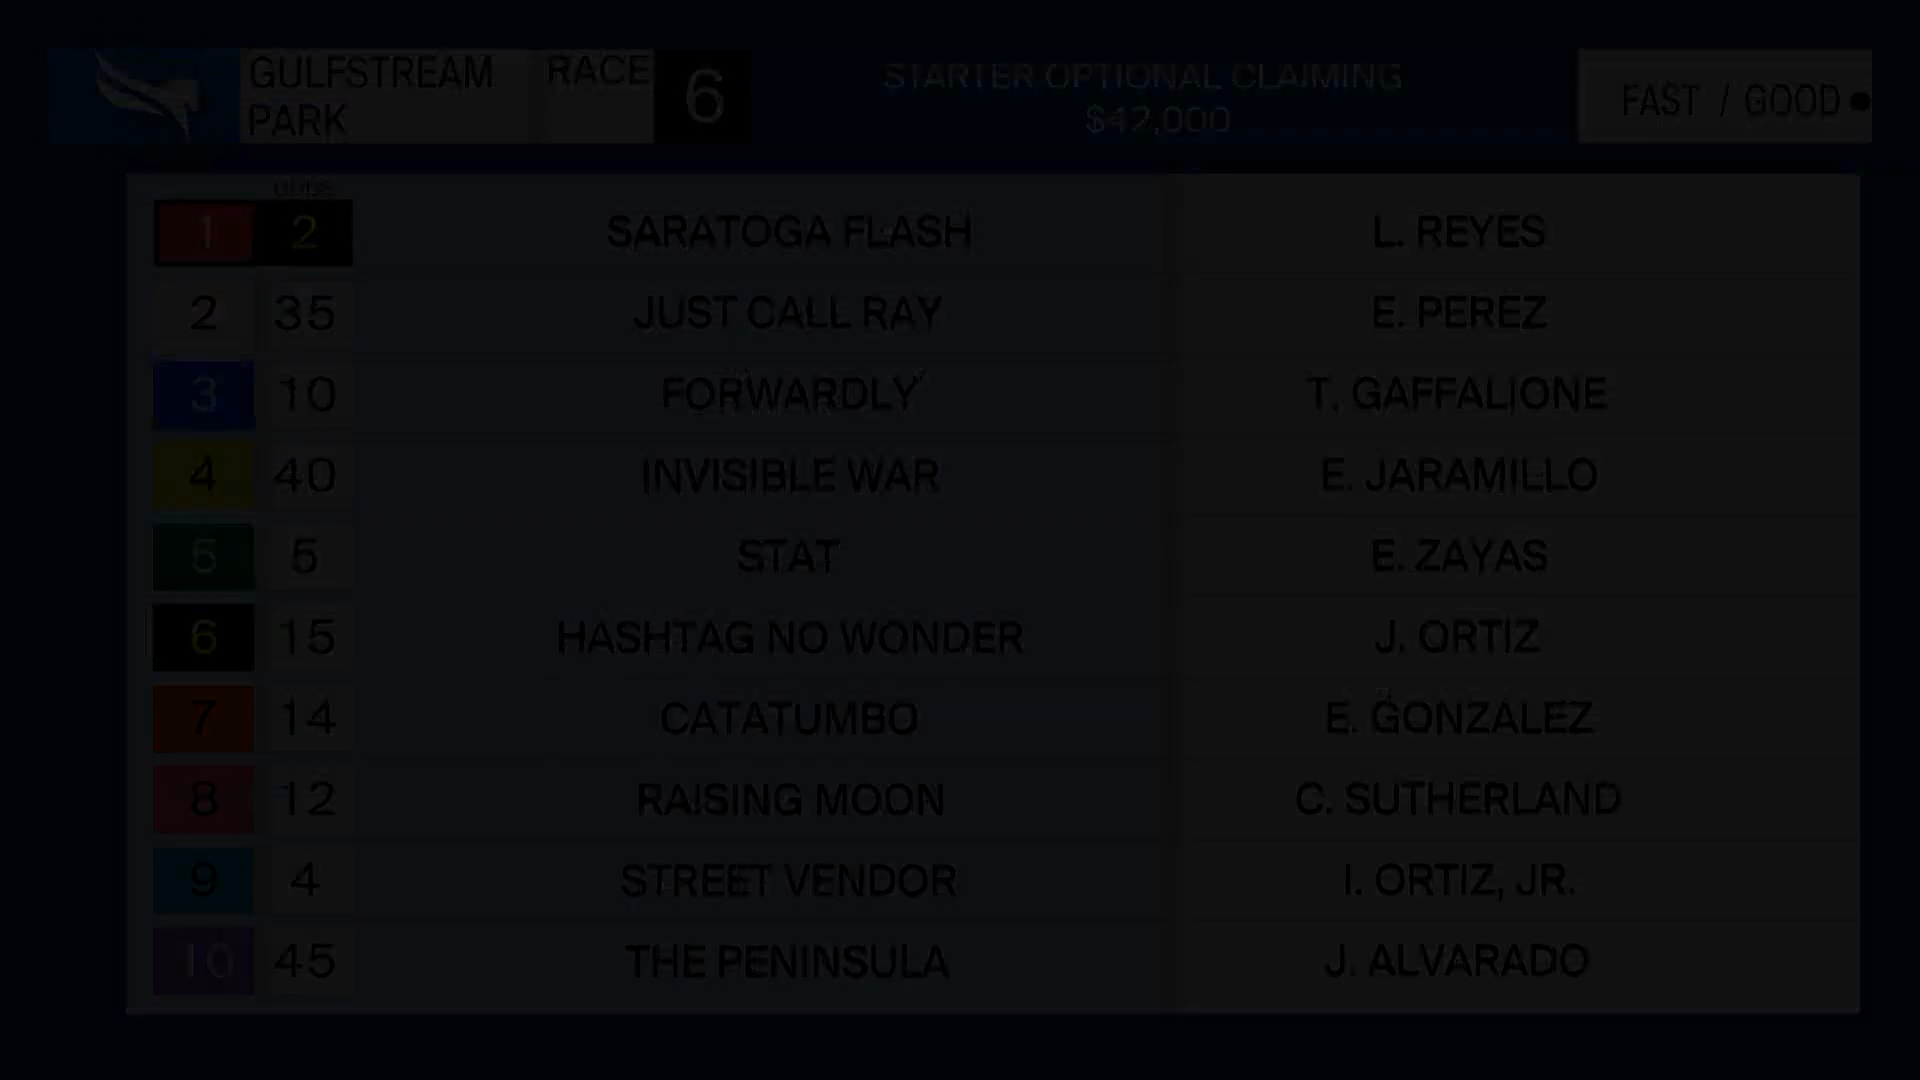 GULFSTREAM PARK
RACE 6
STARTER OPTIONAL CLAIMING
$42,000
FAST / GOOD
ODDS
1 2 SARATOGA FLASH L. REYES
2 35 JUST CALL RAY E. PEREZ
3 10 FORWARDLY T. GAFFALIONE
4 40 INVISIBLE WAR E. JARAMILLO
5 5 STAT E. ZAYAS
6 15 HASHTAG NO WONDER J. ORTIZ
7 14 CATATUMBO E. GONZALEZ
8 12 RAISING MOON C. SUTHERLAND
9 4 STREET VENDOR I. ORTIZ, JR.
10 45 THE PENINSULA J. ALVARADO